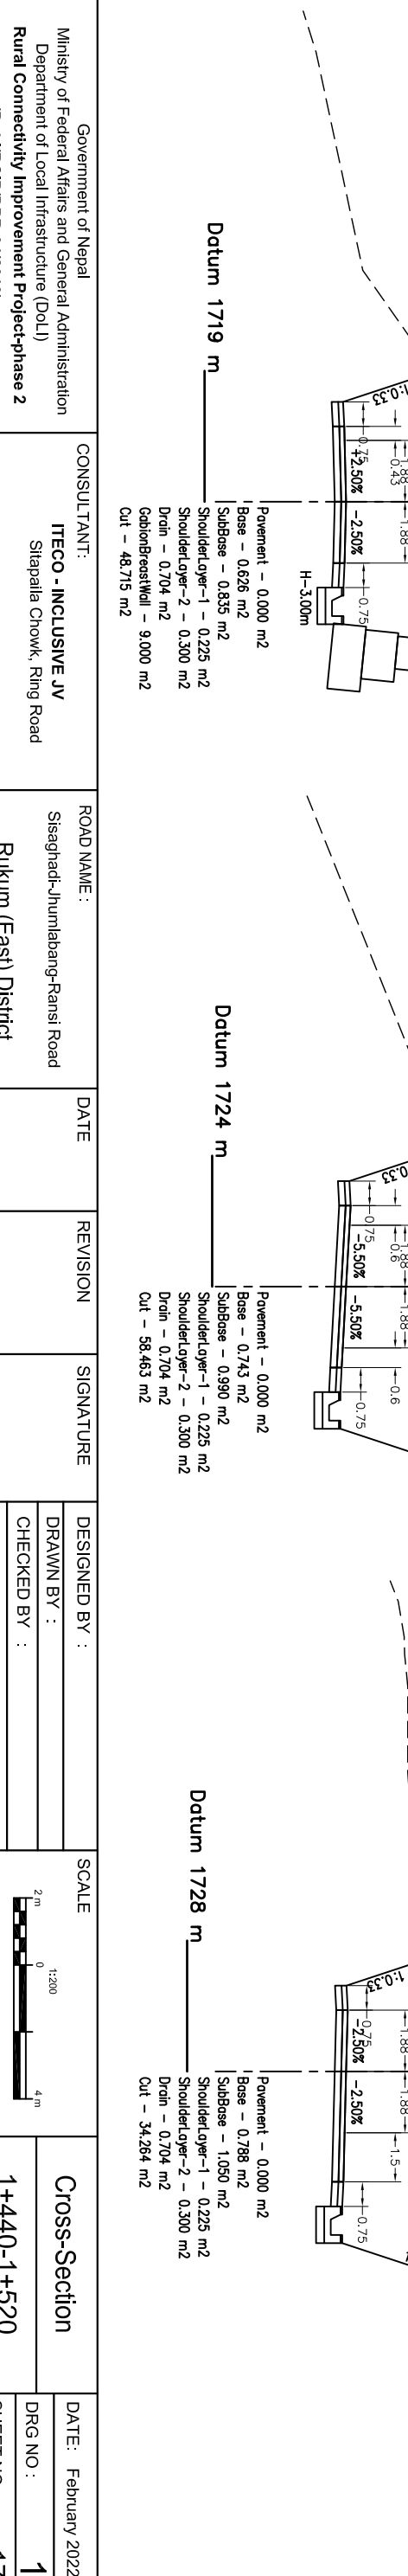 1:0.33
0.75
0.43
1.88
1.88
+2.50%
-2.50%
0.75
H-3.00m
Datum 1719 m
Pavement - 0.000 m2
Base - 0.626 m2
SubBase - 0.835 m2
ShoulderLayer-1 - 0.225 m2
ShoulderLayer-2 - 0.300 m2
Drain - 0.704 m2
GabionBreastWall - 9.000 m2
Cut - 48.715 m2
0.33
0.75
0.6
1.88
1.88
-5.50%
-5.50%
0.6
0.75
Datum 1724 m
Pavement - 0.000 m2
Base - 0.743 m2
SubBase - 0.990 m2
ShoulderLayer-1 - 0.225 m2
ShoulderLayer-2 - 0.300 m2
Drain - 0.704 m2
Cut - 58.463 m2
1:0.33
0.75
1.88
1.88
-2.50%
-2.50%
1.5
0.75
Datum 1728 m
Pavement - 0.000 m2
Base - 0.788 m2
SubBase - 1.050 m2
ShoulderLayer-1 - 0.225 m2
ShoulderLayer-2 - 0.300 m2
Drain - 0.704 m2
Cut - 34.264 m2
Government of Nepal
Ministry of Federal Affairs and General Administration
Department of Local Infrastructure (DoLI)
Rural Connectivity Improvement Project-phase 2
CONSULTANT:
ITECO - INCLUSIVE JV
Sitapaila Chowk, Ring Road
ROAD NAME :
Sisaghadi-Jhumlabang-Ransi Road
Rukum (East) District
DATE
REVISION
SIGNATURE
DESIGNED BY :
DRAWN BY :
CHECKED BY :
SCALE
1:200
2 m 0 4 m
Cross-Section
1+440-1+520
DATE: February 2022
DRG NO :
1